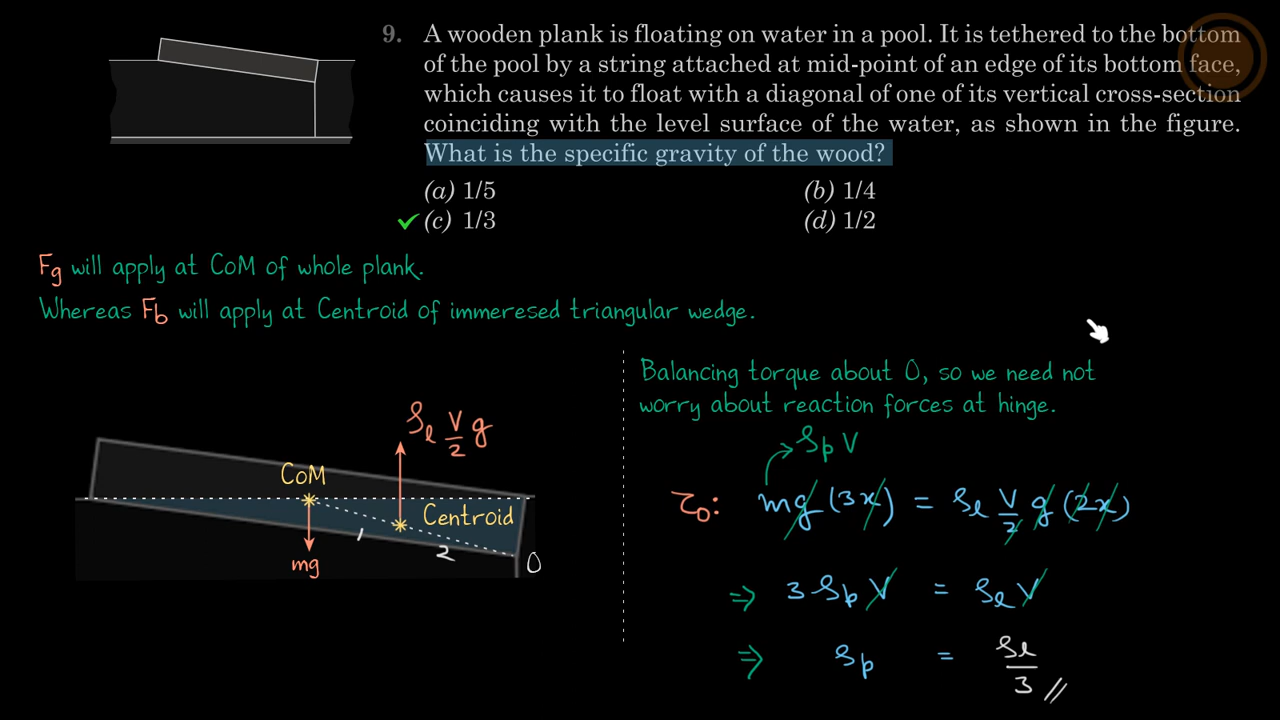 9. A wooden plank is floating on water in a pool. It is tethered to the bottom
of the pool by a string attached at mid-point of an edge of its bottom face,
which causes it to float with a diagonal of one of its vertical cross-section
coinciding with the level surface of the water, as shown in the figure.
What is the specific gravity of the wood?
(a) 1/5 (b) 1/4
✓(c) 1/3 (d) 1/2
Fg will apply at CoM of whole plank.
Whereas Fb will apply at Centroid of immeresed triangular wedge.
Balancing torque about O, so we need not
worry about reaction forces at hinge.
ρₗ V/2 g
CoM
Centroid
1
2
mg
O
ρₚ V
τ₀: mg (3x) = ρₗ V/2 g (2x)
⇒ 3 ρₚ V = ρₗ V
⇒ ρₚ = ρₗ/3 //